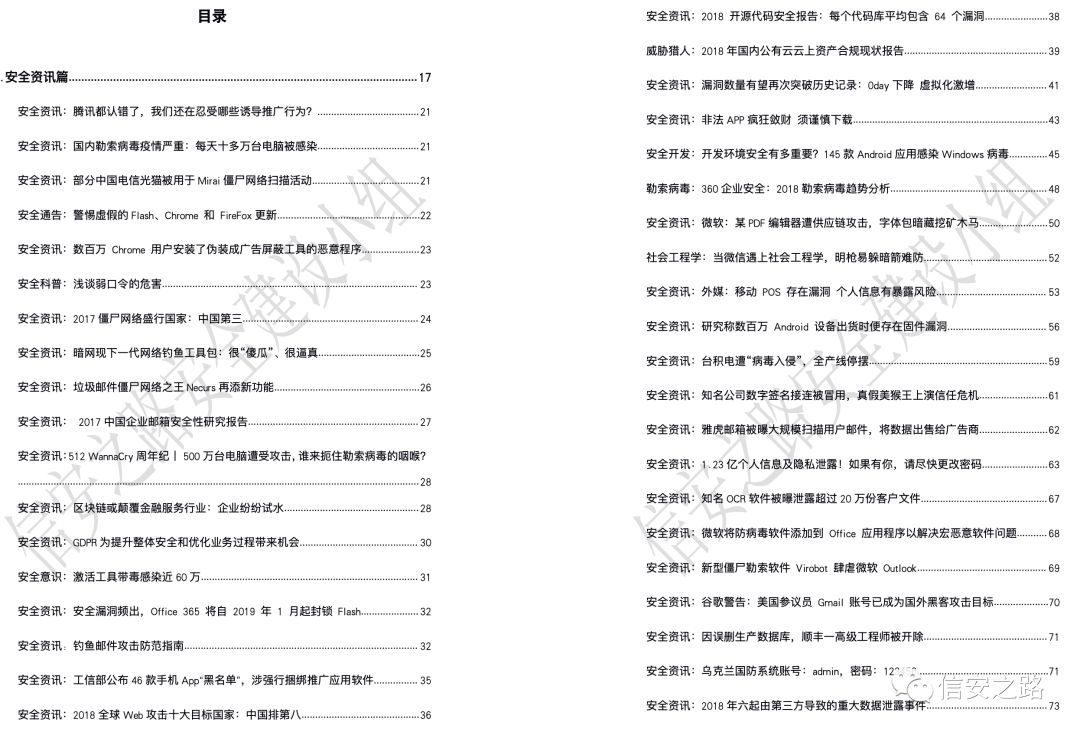 目录
安全资讯篇 17
安全资讯：腾讯都认错了，我们还在忍受哪些诱导推广行为？ 21
安全资讯：国内勒索病毒疫情严重：每天十多万台电脑被感染 21
安全资讯：部分中国电信光猫被用于 Mirai 僵尸网络扫描活动 21
安全通告：警惕虚假的 Flash、Chrome 和 FireFox 更新 22
安全资讯：数百万 Chrome 用户安装了伪装成广告屏蔽工具的恶意程序 23
安全科普：浅谈弱口令的危害 23
安全资讯：2017 僵尸网络盛行国家：中国第三 24
安全资讯：暗网现下一代网络钓鱼工具包：很“傻瓜”、很逼真 25
安全资讯：垃圾邮件僵尸网络之王 Necurs 再添新功能 26
安全资讯： 2017 中国企业邮箱安全性研究报告 27
安全资讯:512 WannaCry 周年纪丨 500 万台电脑遭受攻击,谁来扼住勒索病毒的咽喉？
28
安全资讯：区块链或颠覆金融服务行业：企业纷纷试水 28
安全资讯：GDPR 为提升整体安全和优化业务过程带来机会 30
安全意识：激活工具带毒感染近 60 万 31
安全资讯：安全漏洞频出，Office 365 将自 2019 年 1 月起封锁 Flash 32
安全资讯：钓鱼邮件攻击防范指南 32
安全资讯：工信部公布 46 款手机 App“黑名单”，涉强行捆绑推广应用软件 35
安全资讯：2018 全球 Web 攻击十大目标国家：中国排第八 36
安全资讯：2018 开源代码安全报告：每个代码库平均包含 64 个漏洞 38
威胁猎人：2018 年国内公有云云上资产合规现状报告 39
安全资讯：漏洞数量有望再次突破历史记录：0day 下降 虚拟化激增 41
安全资讯：非法 APP 疯狂敛财 须谨慎下载 43
安全开发：开发环境安全有多重要？145 款 Android 应用感染 Windows 病毒 45
勒索病毒：360 企业安全：2018 勒索病毒趋势分析 48
安全资讯：微软：某 PDF 编辑器遭供应链攻击，字体包暗藏挖矿木马 50
社会工程学：当微信遇上社会工程学，明枪易躲暗箭难防 52
安全资讯：外媒：移动 POS 存在漏洞 个人信息有暴露风险 53
安全资讯：研究称数百万 Android 设备出货时便存在固件漏洞 56
安全资讯：台积电遭“病毒入侵”，全产线停摆 59
安全资讯：知名公司数字签名接连被冒用，真假美猴王上演信任危机 61
安全资讯：雅虎邮箱被曝大规模扫描用户邮件，将数据出售给广告商 62
安全资讯：1.23 亿个人信息及隐私泄露！如果有你，请尽快更改密码 63
安全资讯：知名 OCR 软件被曝泄露超过 20 万份客户文件 67
安全资讯：微软将防病毒软件添加到 Office 应用程序以解决宏恶意软件问题 68
安全资讯：新型僵尸勒索软件 Virobot 肆虐微软 Outlook 69
安全资讯：谷歌警告：美国参议员 Gmail 账号已成为国外黑客攻击目标 70
安全资讯：因误删生产数据库，顺丰一高级工程师被开除 71
安全资讯：乌克兰国防系统账号：admin，密码： 71
安全资讯：2018 年六起由第三方导致的重大数据泄露事件 73
信安之路安全建设小组
信安之路安全建设小组
信安之路